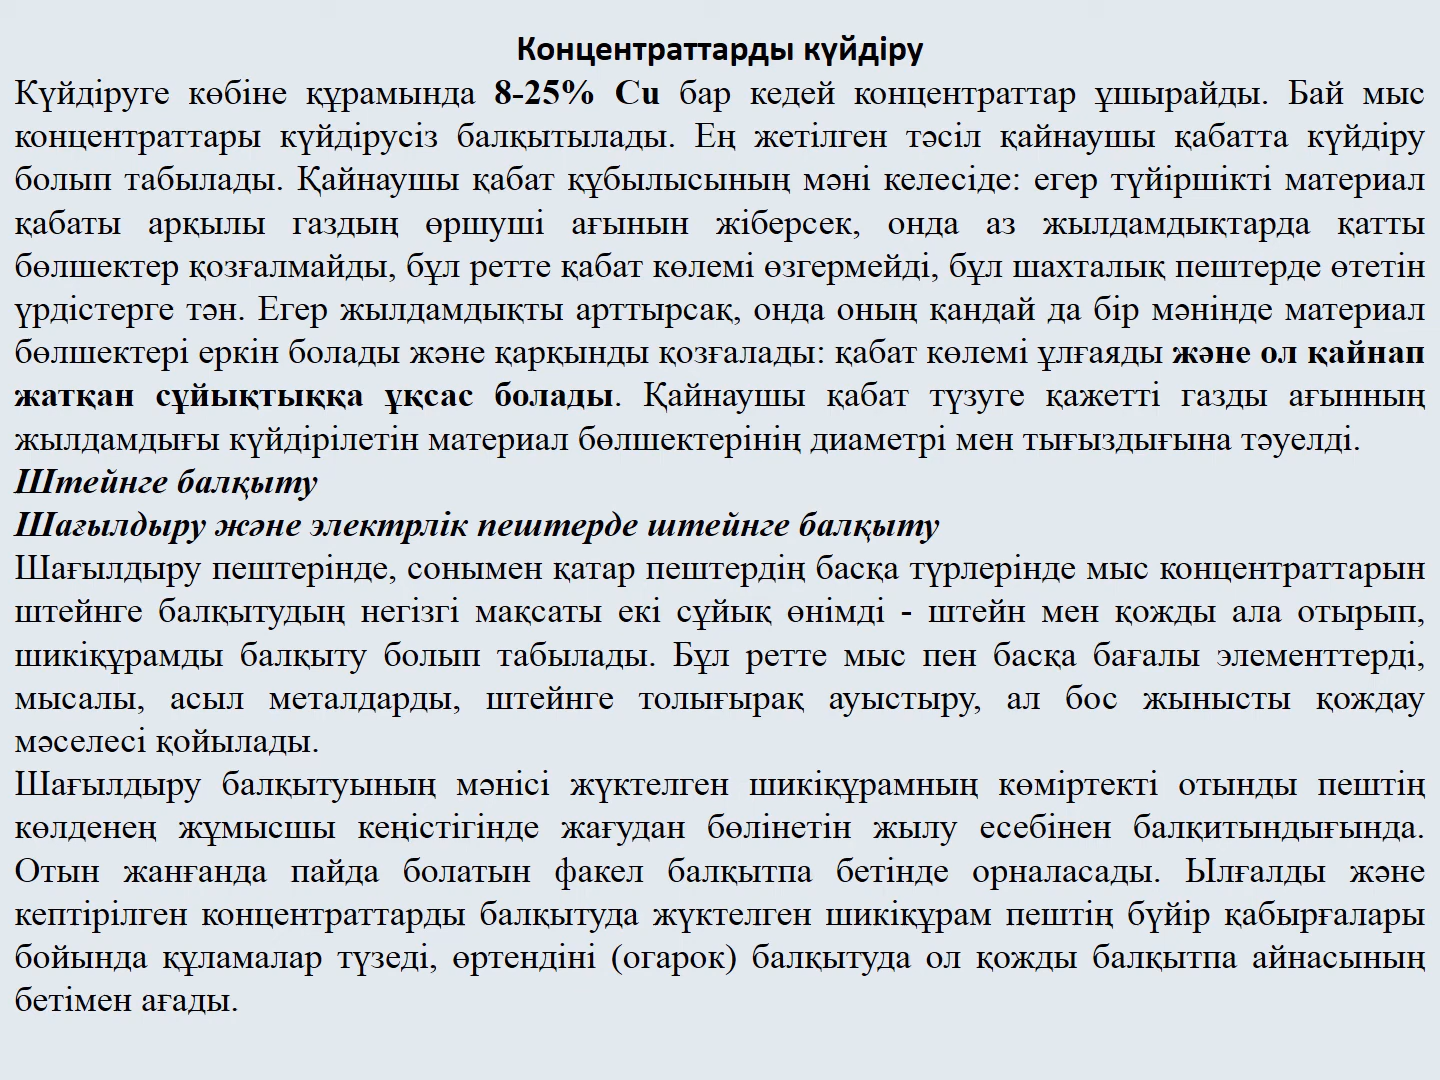 Концентраттарды күйдіру
Күйдіруге көбіне құрамында 8-25% Cu бар кедей концентраттар ұшырайды. Бай мыс
концентраттары күйдірусіз балқытылады. Ең жетілген тәсіл қайнаушы қабатта күйдіру
болып табылады. Қайнаушы қабат құбылысының мәні келесіде: егер түйіршікті материал
қабаты арқылы газдың өршуші ағынын жіберсек, онда аз жылдамдықтарда қатты
бөлшектер қозғалмайды, бұл ретте қабат көлемі өзгермейді, бұл шахталық пештерде өтетін
үрдістерге тән. Егер жылдамдықты арттырсақ, онда оның қандай да бір мәнінде материал
бөлшектері еркін болады және қарқынды қозғалады: қабат көлемі ұлғаяды және ол қайнап
жатқан сұйықтыққа ұқсас болады. Қайнаушы қабат түзуге қажетті газды ағынның
жылдамдығы күйдірілетін материал бөлшектерінің диаметрі мен тығыздығына тәуелді.
Штейнге балқыту
Шағылдыру және электрлік пештерде штейнге балқыту
Шағылдыру пештерінде, сонымен қатар пештердің басқа түрлерінде мыс концентраттарын
штейнге балқытудың негізгі мақсаты екі сұйық өнімді - штейн мен қожды ала отырып,
шикіқұрамды балқыту болып табылады. Бұл ретте мыс пен басқа бағалы элементтерді,
мысалы, асыл металдарды, штейнге толығырақ ауыстыру, ал бос жынысты қождау
мәселесі қойылады.
Шағылдыру балқытуының мәнісі жүктелген шикіқұрамның көміртекті отынды пештің
көлденең жұмысшы кеңістігінде жағудан бөлінетін жылу есебінен балқитындығында.
Отын жанғанда пайда болатын факел балқытпа бетінде орналасады. Ылғалды және
кептірілген концентраттарды балқытуда жүктелген шикіқұрам пештің бүйір қабырғалары
бойында құламалар түзеді, өртендіні (огарок) балқытуда ол қожды балқытпа айнасының
бетімен ағады.